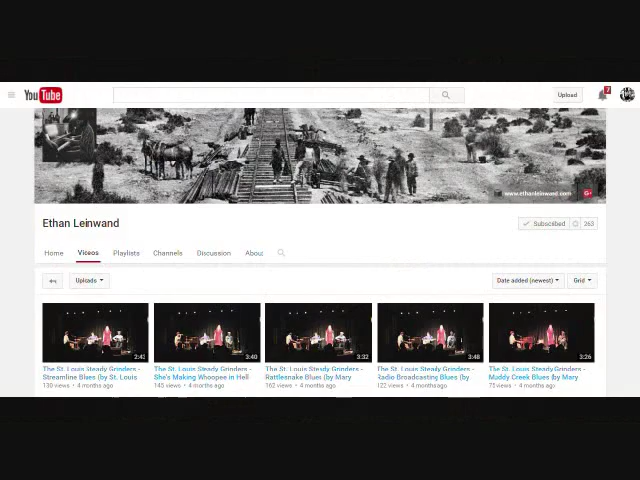 YouTube
Upload
7
www.ethanleinwand.com
Ethan Leinwand
Subscribed 263
Home Videos Playlists Channels Discussion About
Uploads Date added (newest) Grid
2:43 3:40 3:32 3:48 3:26
The St. Louis Steady Grinders - The St. Louis Steady Grinders - The St. Louis Steady Grinders - The St. Louis Steady Grinders - The St. Louis Steady Grinders -
Streamline Blues (by St. Louis She's Making Whoopee in Hell Rattlesnake Blues (by Mary Radio Broadcasting Blues (by Muddy Creek Blues (by Mary
130 views • 4 months ago 145 views • 4 months ago 162 views • 4 months ago 122 views • 4 months ago 75 views • 4 months ago